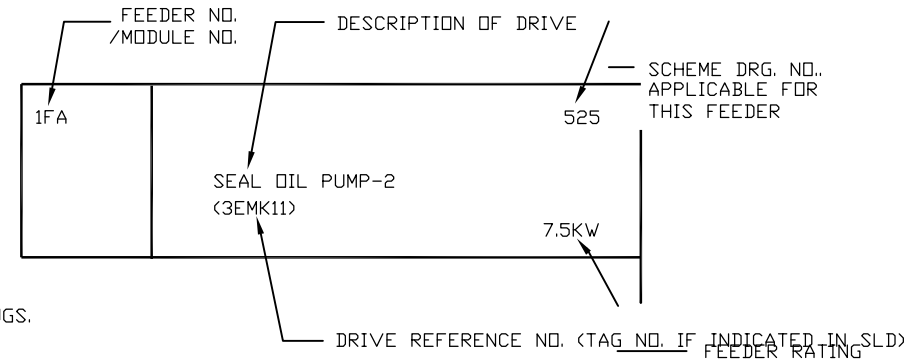 FEEDER NO.
/MODULE NO.
DESCRIPTION OF DRIVE
SCHEME DRG. NO..
APPLICABLE FOR
THIS FEEDER
1FA
525
SEAL OIL PUMP-2
(3EMK11)
7.5KW
GS.
DRIVE REFERENCE NO. (TAG NO. IF INDICATED IN SLD)
FEEDER RATING